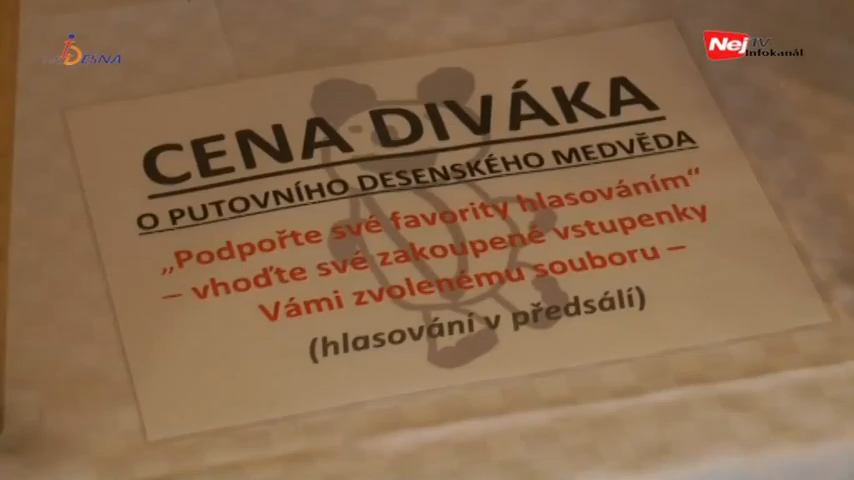 DESNA
Nej TV
Infokanál
CENA DIVÁKA
O PUTOVNÍHO DESENSKÉHO MEDVĚDA
„Podpořte své favority hlasováním“
– vhoďte své zakoupené vstupenky
Vámi zvolenému souboru –
(hlasování v předsálí)